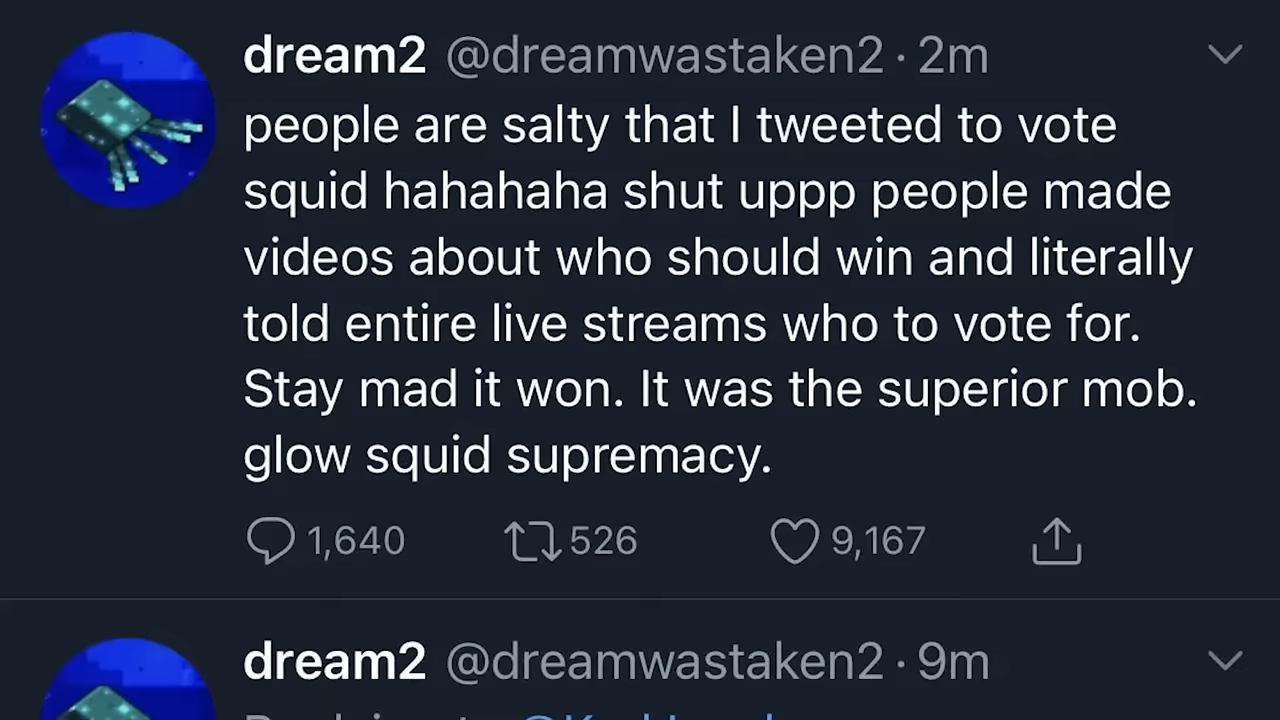 dream2 @dreamwastaken2 · 2m
people are salty that I tweeted to vote
squid hahahaha shut uppp people made
videos about who should win and literally
told entire live streams who to vote for.
Stay mad it won. It was the superior mob.
glow squid supremacy.
1,640 526 9,167
dream2 @dreamwastaken2 · 9m